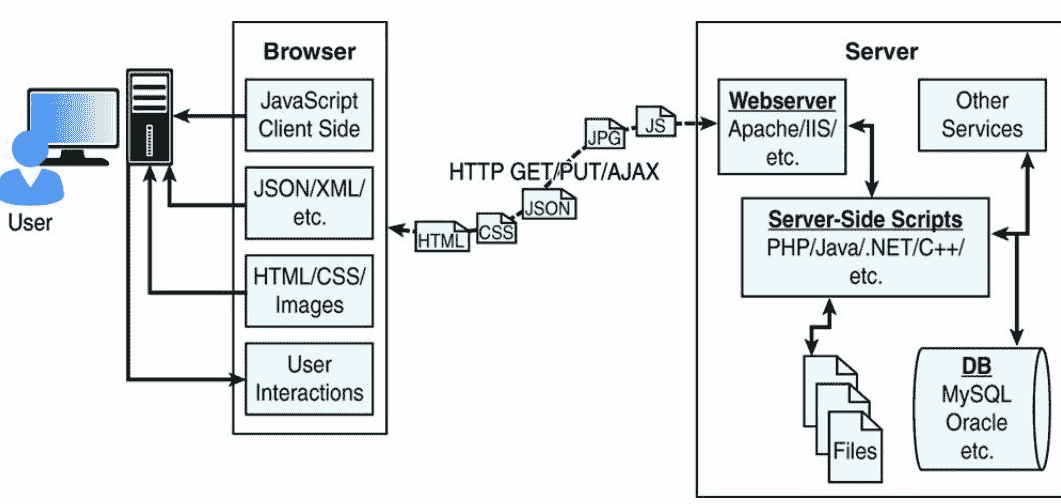 User
Browser
JavaScript
Client Side
JSON/XML/
etc.
HTML/CSS/
Images
User
Interactions
HTTP GET/PUT/AJAX
HTML
CSS
JSON
JPG
JS
Server
Webserver
Apache/IIS/
etc.
Other
Services
Server-Side Scripts
PHP/Java/.NET/C++/
etc.
Files
DB
MySQL
Oracle
etc.